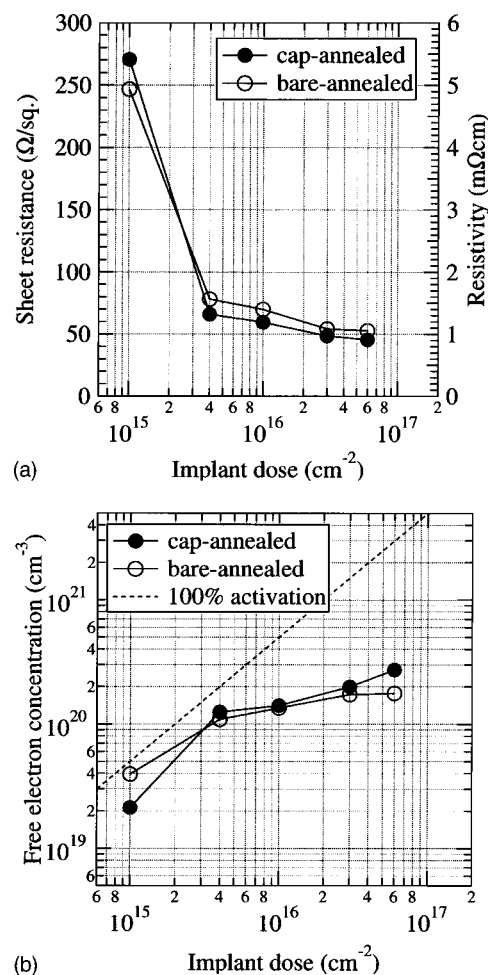 300
250
200
150
100
50
0
Sheet resistance (Ω/sq.)
cap-annealed
bare-annealed
6
5
4
3
2
1
0
Resistivity (mΩcm)
6 8 2 4 6 8 2 4 6 8 2
10^15 10^16 10^17
Implant dose (cm^-2)
(a)
Free electron concentration (cm^-3)
4
2
10^21
6
4
2
10^20
6
4
2
10^19
6
cap-annealed
bare-annealed
100% activation
6 8 2 4 6 8 2 4 6 8 2
10^15 10^16 10^17
Implant dose (cm^-2)
(b)